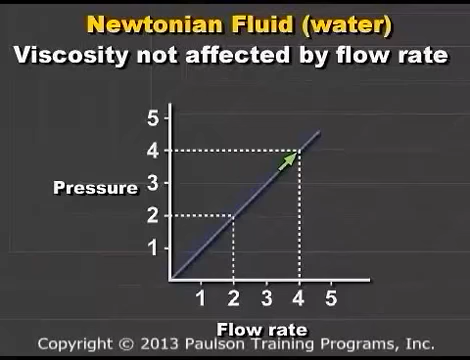 Newtonian Fluid (water)
Viscosity not affected by flow rate
5
4
Pressure 3
2
1
1 2 3 4 5
Flow rate
Copyright © 2013 Paulson Training Programs, Inc.